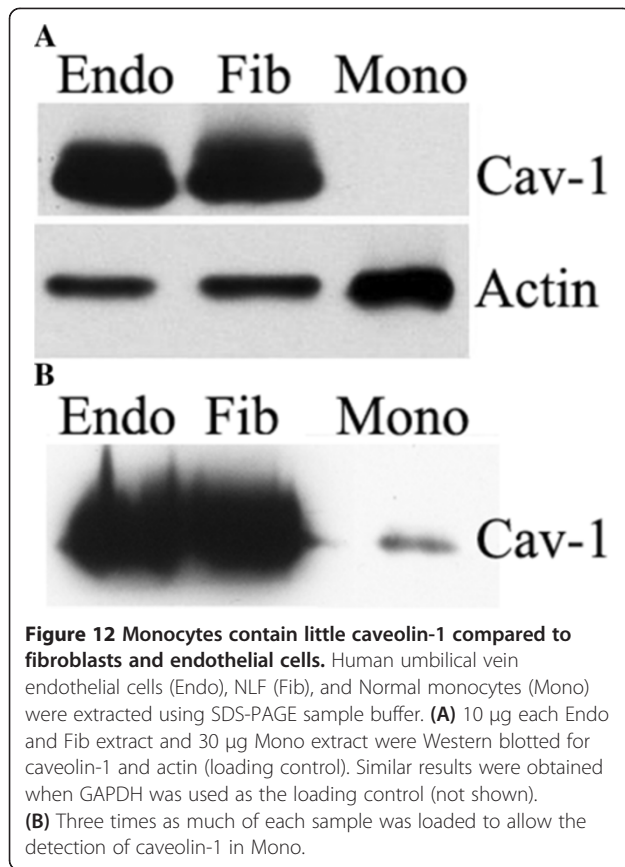 A
Endo Fib Mono
Cav-1
Actin
B
Endo Fib Mono
Cav-1
Figure 12 Monocytes contain little caveolin-1 compared to
fibroblasts and endothelial cells. Human umbilical vein
endothelial cells (Endo), NLF (Fib), and Normal monocytes (Mono)
were extracted using SDS-PAGE sample buffer. (A) 10 μg each Endo
and Fib extract and 30 μg Mono extract were Western blotted for
caveolin-1 and actin (loading control). Similar results were obtained
when GAPDH was used as the loading control (not shown).
(B) Three times as much of each sample was loaded to allow the
detection of caveolin-1 in Mono.